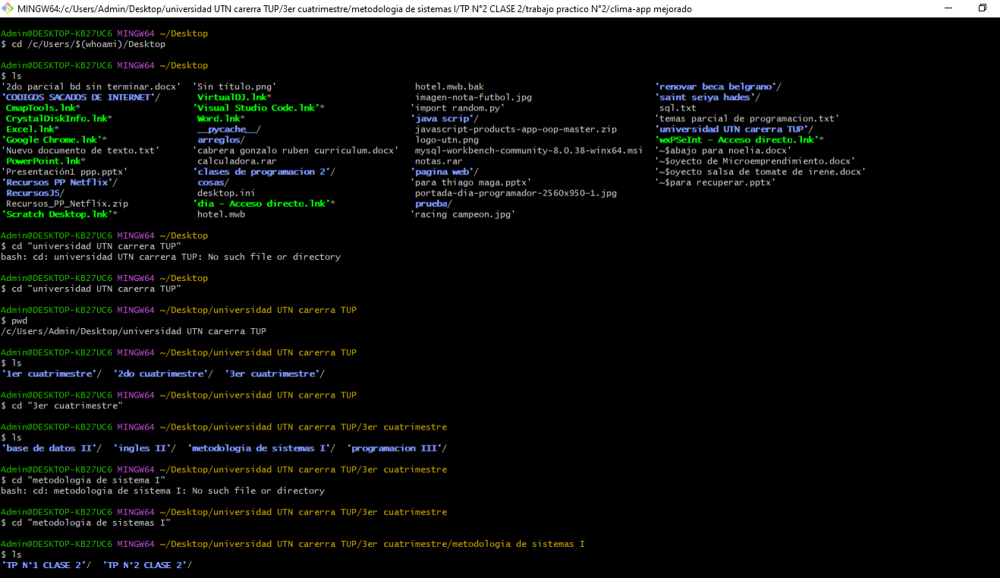 MINGW64:/c/Users/Admin/Desktop/universidad UTN carerra TUP/3er cuatrimestre/metodologia de sistemas I/TP N°2 CLASE 2/trabajo practico N°2/clima-app mejorado
Admin@DESKTOP-KB27UC6 MINGW64 ~/Desktop
$ cd /c/Users/$(whoami)/Desktop
Admin@DESKTOP-KB27UC6 MINGW64 ~/Desktop
$ ls
'2do parcial bd sin terminar.docx' 'Sin título.png' hotel.mwb.bak 'renovar beca belgrano'/
'CODIGOS SACADOS DE INTERNET'/ VirtualDJ.lnk* imagen-nota-futbol.jpg 'saint seiya hades'/
CmapTools.lnk* 'Visual Studio Code.lnk'* 'import random.py' sql.txt
CrystalDiskInfo.lnk* Word.lnk* 'java scrip'/ 'temas parcial de programacion.txt'
Excel.lnk* __pycache__/ javascript-products-app-oop-master.zip 'universidad UTN carerra TUP'/
'Google Chrome.lnk'* arreglos/ logo-utn.png 'wxPSeInt - Acceso directo.lnk'*
'Nuevo documento de texto.txt' 'cabrera gonzalo ruben curriculum.docx' mysql-workbench-community-8.0.38-winx64.msi '~$abajo para noelia.docx'
PowerPoint.lnk* calculadora.rar notas.rar '~$oyecto de Microemprendimiento.docx'
'Presentación1 ppp.pptx' 'clases de programacion 2'/ 'pagina web'/ '~$oyecto salsa de tomate de irene.docx'
'Recursos PP Netflix'/ cosas/ 'para thiago maga.pptx' '~$para recuperar.pptx'
RecursosJS/ desktop.ini portada-dia-programador-2560x950-1.jpg
Recursos_PP_Netflix.zip 'dia - Acceso directo.lnk'* prueba/
'Scratch Desktop.lnk'* hotel.mwb 'racing campeon.jpg'
Admin@DESKTOP-KB27UC6 MINGW64 ~/Desktop
$ cd "universidad UTN carrera TUP"
bash: cd: universidad UTN carrera TUP: No such file or directory
Admin@DESKTOP-KB27UC6 MINGW64 ~/Desktop
$ cd "universidad UTN carerra TUP"
Admin@DESKTOP-KB27UC6 MINGW64 ~/Desktop/universidad UTN carerra TUP
$ pwd
/c/Users/Admin/Desktop/universidad UTN carerra TUP
Admin@DESKTOP-KB27UC6 MINGW64 ~/Desktop/universidad UTN carerra TUP
$ ls
'1er cuatrimestre'/ '2do cuatrimestre'/ '3er cuatrimestre'/
Admin@DESKTOP-KB27UC6 MINGW64 ~/Desktop/universidad UTN carerra TUP
$ cd "3er cuatrimestre"
Admin@DESKTOP-KB27UC6 MINGW64 ~/Desktop/universidad UTN carerra TUP/3er cuatrimestre
$ ls
'base de datos II'/ 'ingles II'/ 'metodologia de sistemas I'/ 'programacion III'/
Admin@DESKTOP-KB27UC6 MINGW64 ~/Desktop/universidad UTN carerra TUP/3er cuatrimestre
$ cd "metodologia de sistema I"
bash: cd: metodologia de sistema I: No such file or directory
Admin@DESKTOP-KB27UC6 MINGW64 ~/Desktop/universidad UTN carerra TUP/3er cuatrimestre
$ cd "metodologia de sistemas I"
Admin@DESKTOP-KB27UC6 MINGW64 ~/Desktop/universidad UTN carerra TUP/3er cuatrimestre/metodologia de sistemas I
$ ls
'TP N°1 CLASE 2'/ 'TP N°2 CLASE 2'/